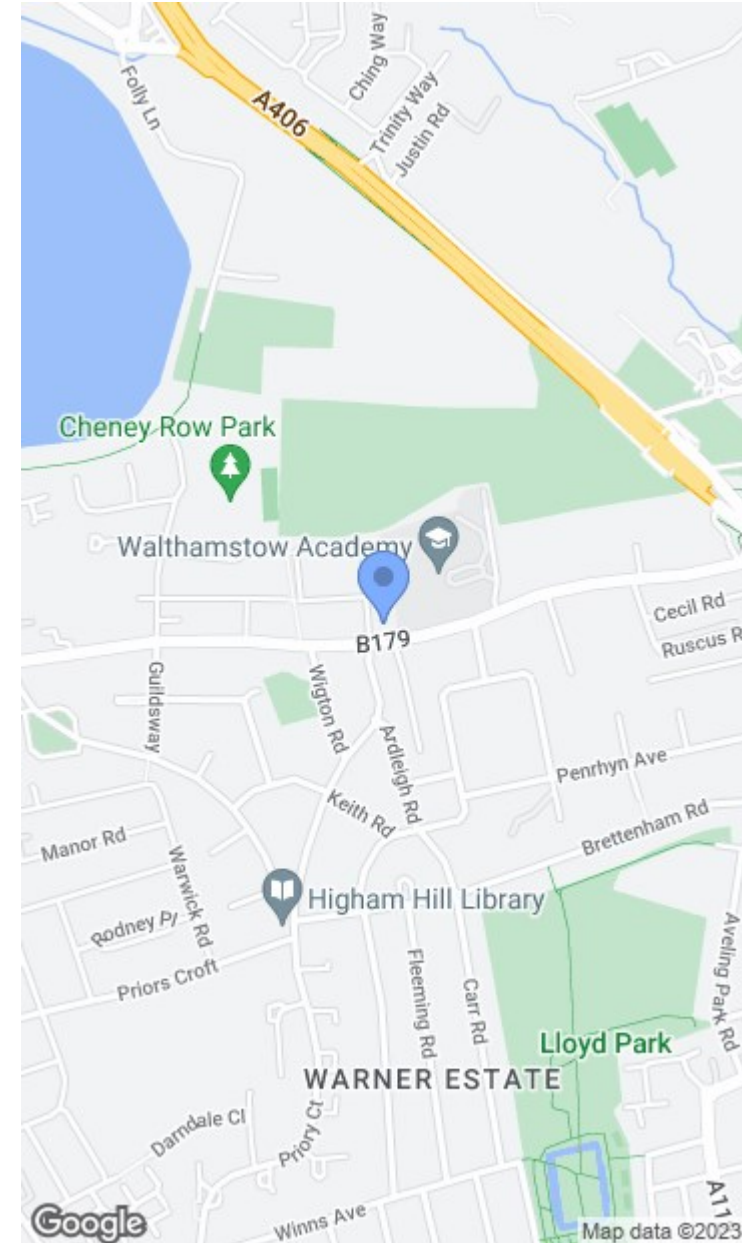 Folly Ln
A406
Ching Way
Trinity Way
Justin Rd
Cheney Row Park
Walthamstow Academy
B179
Cecil Rd
Ruscus R
Guildsway
Wigton Rd
Ardleigh Rd
Penrhyn Ave
Keith Rd
Brettenham Rd
Manor Rd
Warwick Rd
Higham Hill Library
Rodney Pl
Priors Croft
Fleeming Rd
Carr Rd
Aveling Park Rd
Lloyd Park
WARNER ESTATE
Darndale Cl
Priory Ct
Winns Ave
A11
Google
Map data ©2023